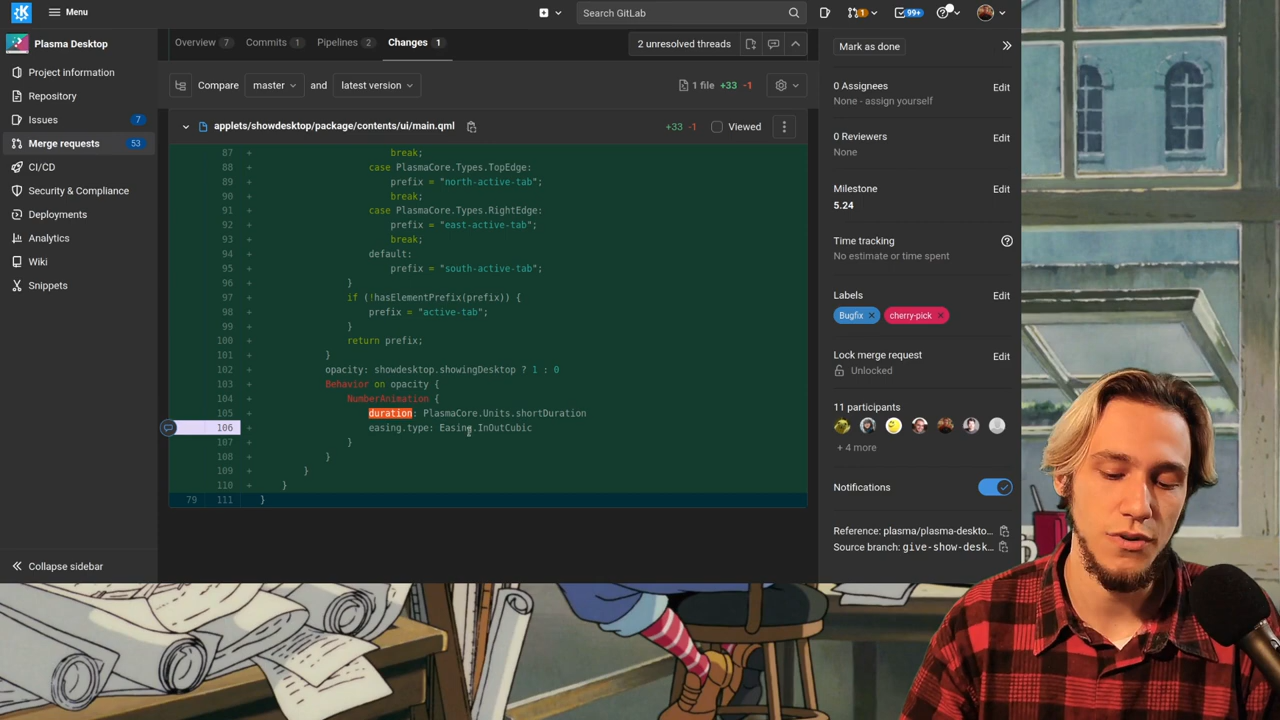 Menu
Search GitLab
1
99+
Plasma Desktop
Project information
Repository
Issues 7
Merge requests 53
CI/CD
Security & Compliance
Deployments
Analytics
Wiki
Snippets
Collapse sidebar
Overview 7 Commits 1 Pipelines 2 Changes 1
2 unresolved threads
Compare master and latest version
1 file +33 -1
applets/showdesktop/package/contents/ui/main.qml
+33 -1 Viewed
87 + break;
88 + case PlasmaCore.Types.TopEdge:
89 + prefix = "north-active-tab";
90 + break;
91 + case PlasmaCore.Types.RightEdge:
92 + prefix = "east-active-tab";
93 + break;
94 + default:
95 + prefix = "south-active-tab";
96 + }
97 + if (!hasElementPrefix(prefix)) {
98 + prefix = "active-tab";
99 + }
100 + return prefix;
101 + }
102 + opacity: showdesktop.showingDesktop ? 1 : 0
103 + Behavior on opacity {
104 + NumberAnimation {
105 + duration: PlasmaCore.Units.shortDuration
106 + easing.type: Easing.InOutCubic
107 + }
108 + }
109 + }
110 + }
79 111 }
Mark as done
0 Assignees Edit
None - assign yourself
0 Reviewers Edit
None
Milestone Edit
5.24
Time tracking
No estimate or time spent
Labels Edit
Bugfix cherry-pick
Lock merge request Edit
Unlocked
11 participants
+ 4 more
Notifications
Reference: plasma/plasma-deskto...
Source branch: give-show-desk...